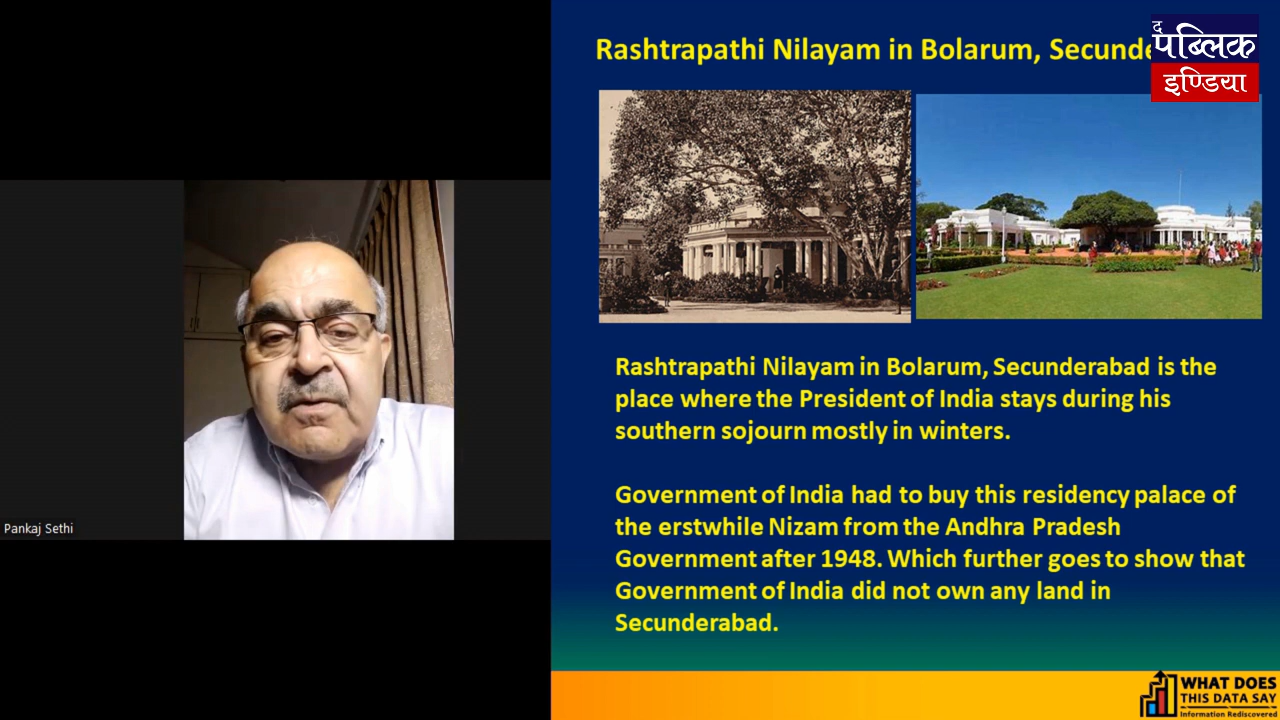 Rashtrapathi Nilayam in Bolarum, Secunde
द
पब्लिक
इण्डिया
Rashtrapathi Nilayam in Bolarum, Secunderabad is the
place where the President of India stays during his
southern sojourn mostly in winters.
Government of India had to buy this residency palace of
the erstwhile Nizam from the Andhra Pradesh
Government after 1948. Which further goes to show that
Government of India did not own any land in
Secunderabad.
Pankaj Sethi
WHAT DOES
THIS DATA SAY
Information Rediscovered